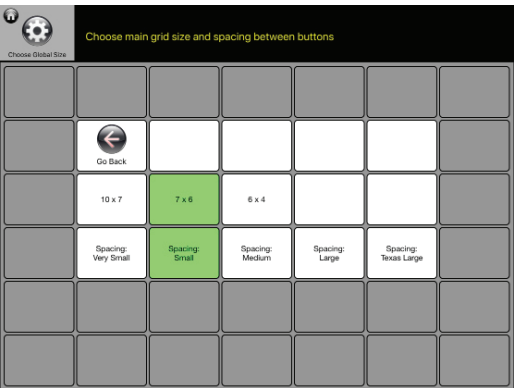 Choose main grid size and spacing between buttons
Choose Global Size
Go Back
10 x 7
7 x 6
6 x 4
Spacing:
Very Small
Spacing:
Small
Spacing:
Medium
Spacing:
Large
Spacing:
Texas Large